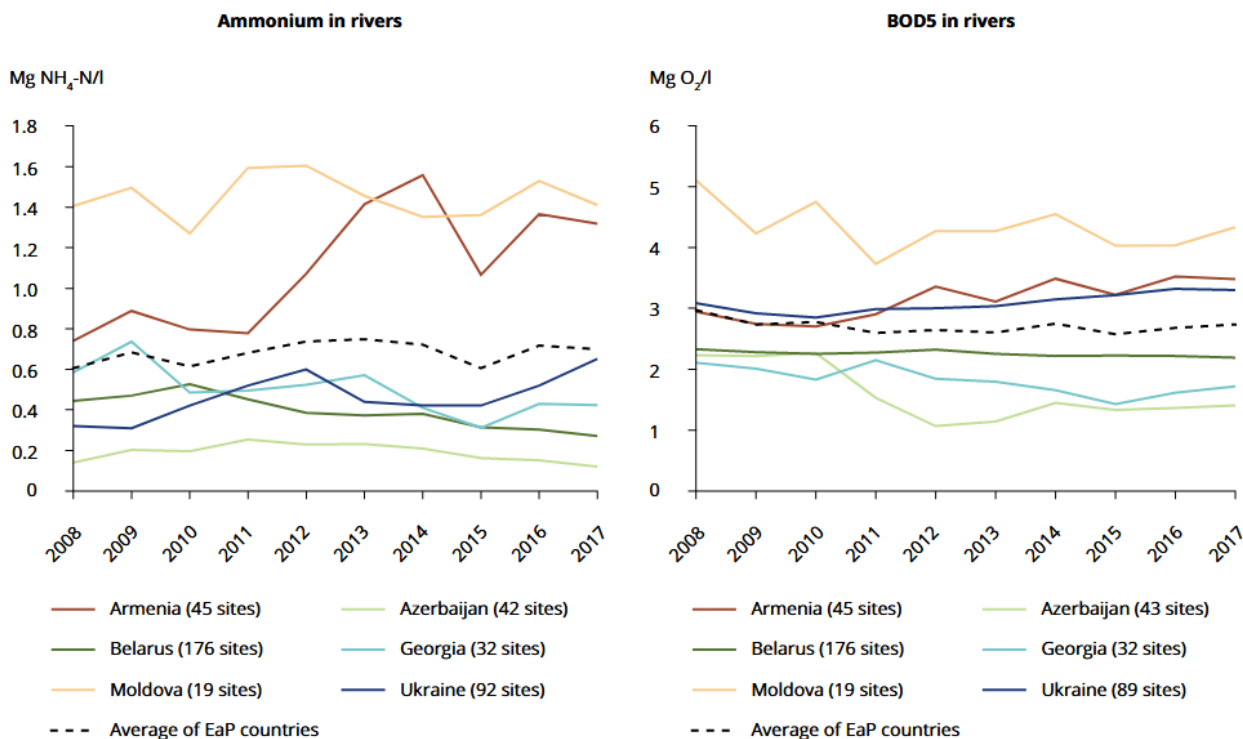 Ammonium in rivers
Mg NH₄-N/l
1.8
1.6
1.4
1.2
1.0
0.8
0.6
0.4
0.2
0
2008
2009
2010
2011
2012
2013
2014
2015
2016
2017
Armenia (45 sites)
Azerbaijan (42 sites)
Belarus (176 sites)
Georgia (32 sites)
Moldova (19 sites)
Ukraine (92 sites)
Average of EaP countries
BOD5 in rivers
Mg O₂/l
6
5
4
3
2
1
0
2008
2009
2010
2011
2012
2013
2014
2015
2016
2017
Armenia (45 sites)
Azerbaijan (43 sites)
Belarus (176 sites)
Georgia (32 sites)
Moldova (19 sites)
Ukraine (89 sites)
Average of EaP countries